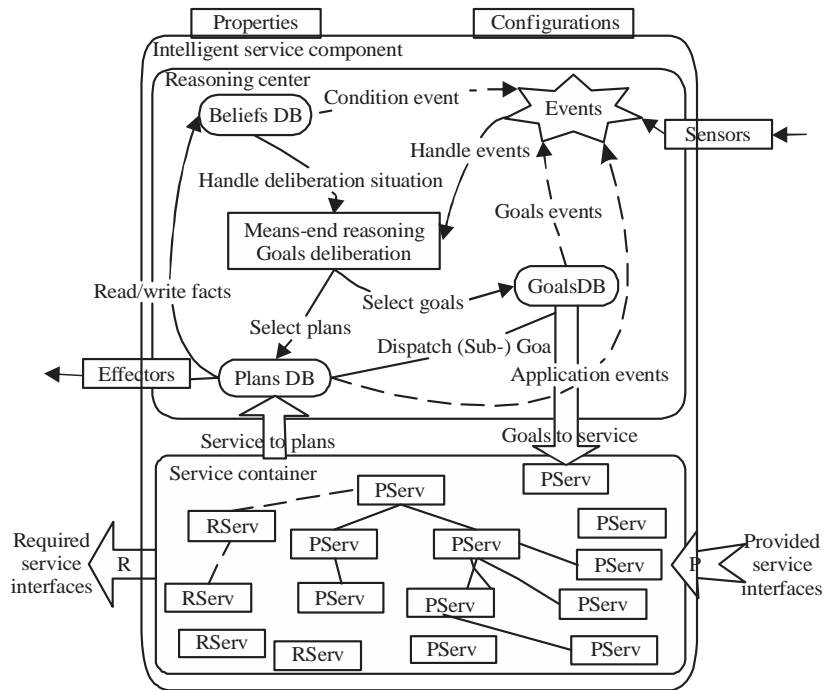 Properties
Configurations
Intelligent service component
Reasoning center
Beliefs DB
Condition event
Events
Sensors
Handle events
Handle deliberation situation
Means-end reasoning
Goals deliberation
Goals events
Read/write facts
Select goals
GoalsDB
Select plans
Dispatch (Sub-) Goa
Effectors
Plans DB
Application events
Service to plans
Goals to service
Service container
PServ
PServ
RServ
PServ
PServ
PServ
PServ
Required
service
interfaces
R
P
Provided
service
interfaces
RServ
PServ
PServ
PServ
RServ
RServ
PServ
PServ